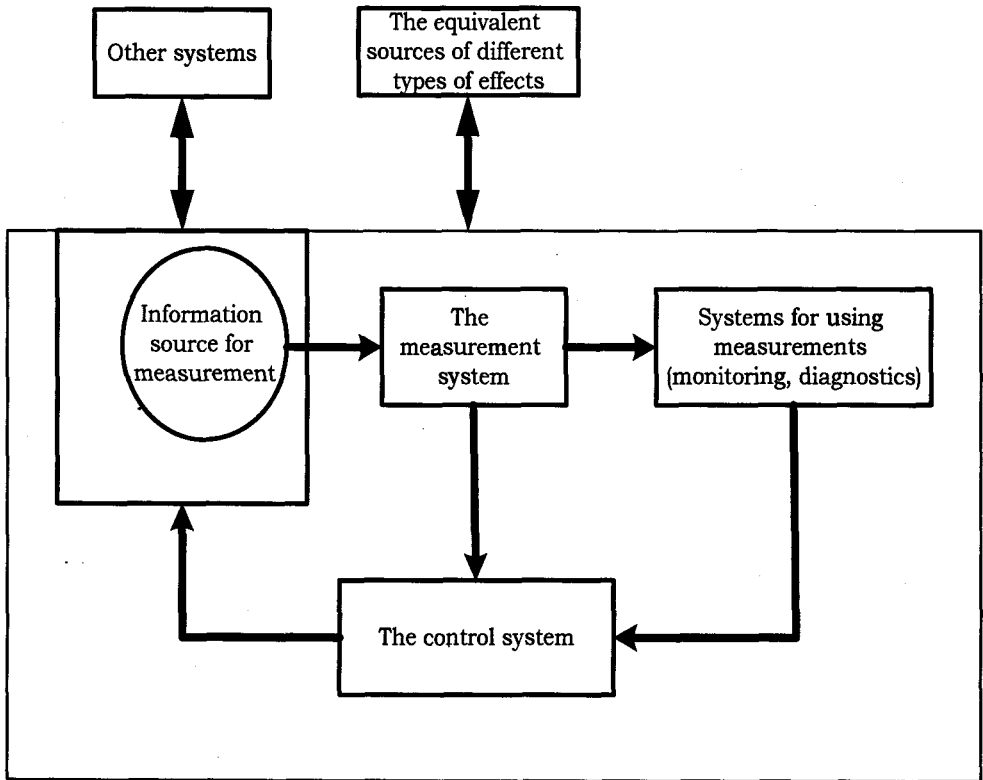 Other systems
The equivalent
sources of different
types of effects
Information
source for
measurement
The
measurement
system
Systems for using
measurements
(monitoring, diagnostics)
The control system